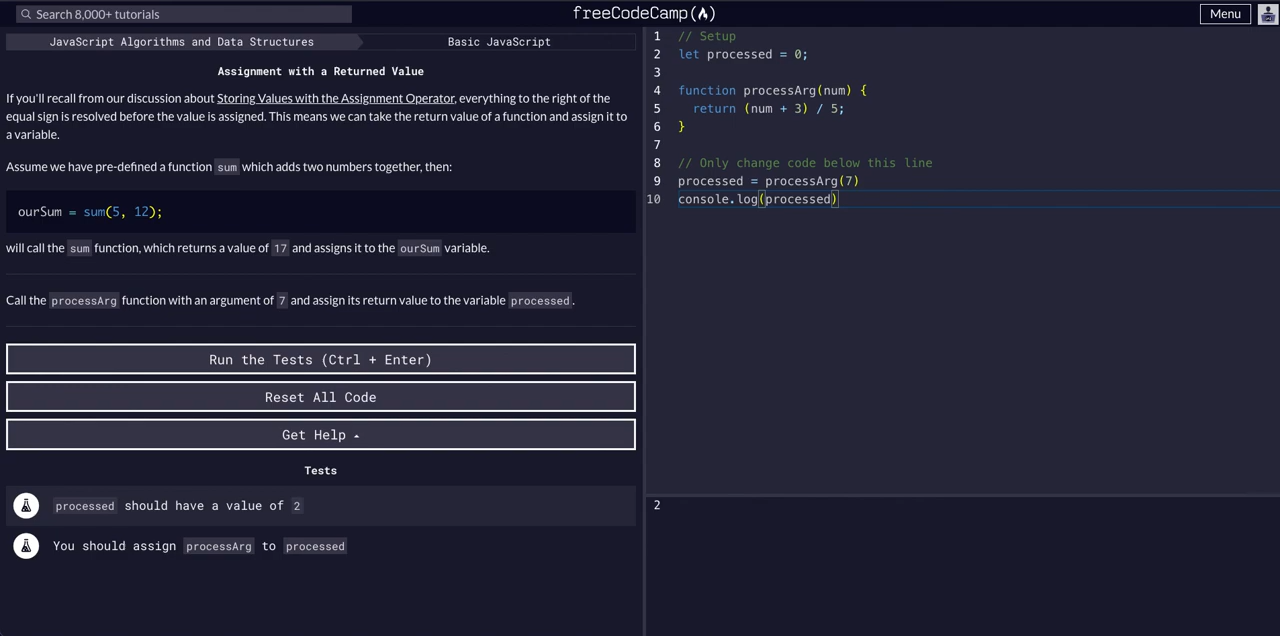 Search 8,000+ tutorials
freeCodeCamp
Menu
JavaScript Algorithms and Data Structures
Basic JavaScript
Assignment with a Returned Value
If you'll recall from our discussion about Storing Values with the Assignment Operator, everything to the right of the
equal sign is resolved before the value is assigned. This means we can take the return value of a function and assign it to
a variable.
Assume we have pre-defined a function sum which adds two numbers together, then:
ourSum = sum(5, 12);
will call the sum function, which returns a value of 17 and assigns it to the ourSum variable.
Call the processArg function with an argument of 7 and assign its return value to the variable processed.
Run the Tests (Ctrl + Enter)
Reset All Code
Get Help
Tests
processed should have a value of 2
You should assign processArg to processed
1 // Setup
2 let processed = 0;
3
4 function processArg(num) {
5 return (num + 3) / 5;
6 }
7
8 // Only change code below this line
9 processed = processArg(7)
10 console.log(processed)
2